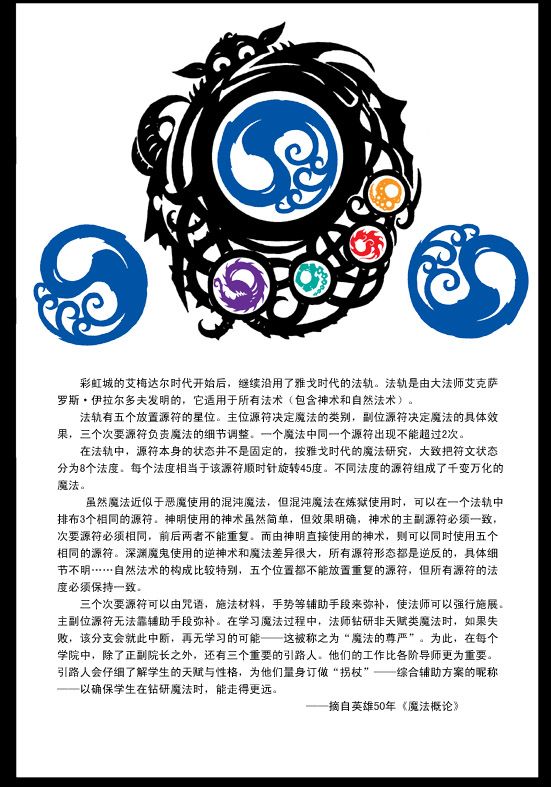 彩虹城的艾梅达尔时代开始后，继续沿用了雅戈时代的法轨。法轨是由大法师艾克萨
罗斯·伊拉尔多夫发明的，它适用于所有法术（包含神术和自然法术）。
法轨有五个放置源符的星位。主位源符决定魔法的类别，副位源符决定魔法的具体效
果，三个次要源符负责魔法的细节调整。一个魔法中同一个源符出现不能超过2次。
在法轨中，源符本身的状态并不是固定的，按雅戈时代的魔法研究，大致把符文状态
分为8个法度。每个法度相当于该源符顺时针旋转45度。不同法度的源符组成了千变万化的
魔法。
虽然魔法近似于恶魔使用的混沌魔法，但混沌魔法在炼狱使用时，可以在一个法轨中
排布3个相同的源符。神明使用的神术虽然简单，但效果明确，神术的主副源符必须一致，
次要源符必须相同，前后两者不能重复。而由神明直接使用的神术，则可以同时使用五个
相同的源符。深渊魔鬼使用的逆神术和魔法差异很大，所有源符形态都是逆反的，具体细
节不明……自然法术的构成比较特别，五个位置都不能放置重复的源符，但所有源符的法
度必须保持一致。
三个次要源符可以由咒语，施法材料，手势等辅助手段来弥补，使法师可以强行施展。
主副位源符无法靠辅助手段弥补。在学习魔法过程中，法师钻研非天赋类魔法时，如果失
败，该分支会就此中断，再无学习的可能——这被称之为“魔法的尊严”。为此，在每个
学院中，除了正副院长之外，还有三个重要的引路人。他们的工作比各阶导师更为重要。
引路人会仔细了解学生的天赋与性格，为他们量身订做“拐杖”——综合辅助方案的昵称
——以确保学生在钻研魔法时，能走得更远。
——摘自英雄50年《魔法概论》